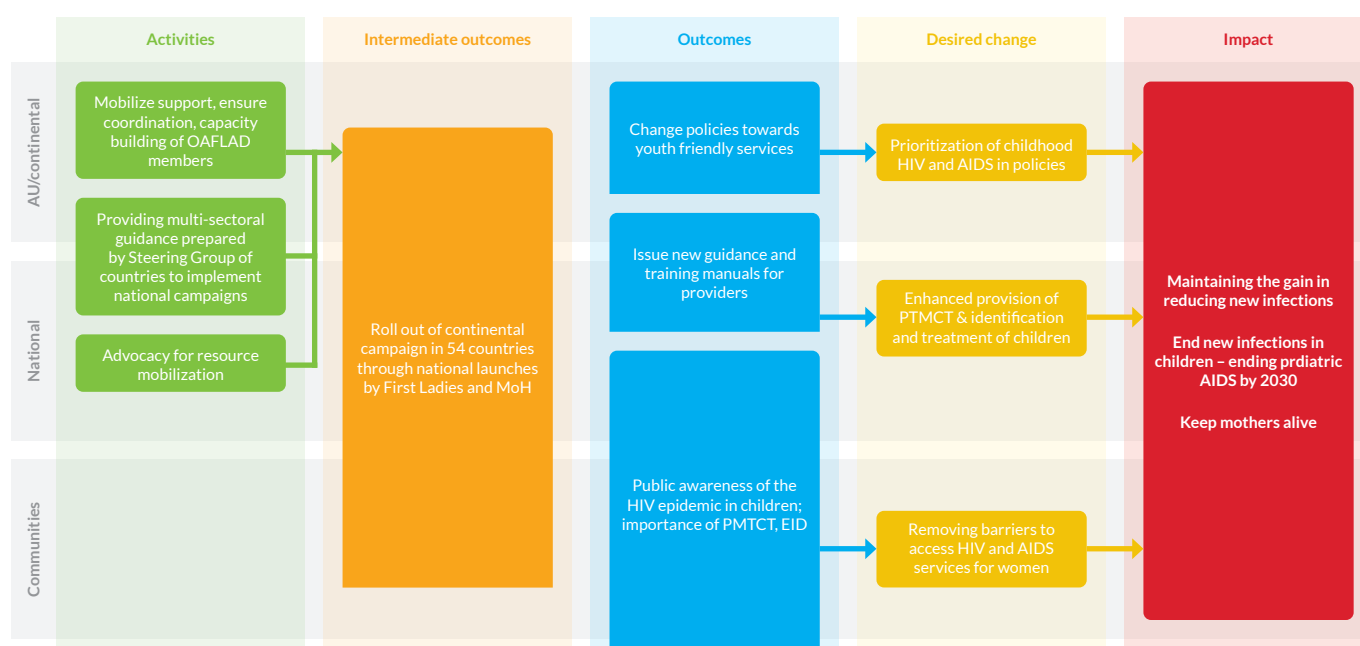 Activities
Intermediate outcomes
Outcomes
Desired change
Impact
AU/continental
Mobilize support, ensure
coordination, capacity
building of OAFLAD
members
Providing multi-sectoral
guidance prepared
by Steering Group of
countries to implement
national campaigns
National
Advocacy for resource
mobilization
Communities
Roll out of continental
campaign in 54 countries
through national launches
by First Ladies and MoH
Change policies towards
youth friendly services
Issue new guidance and
training manuals for
providers
Public awareness of the
HIV epidemic in children;
importance of PMTCT, EID
Prioritization of childhood
HIV and AIDS in policies
Enhanced provision of
PTMCT & identification
and treatment of children
Removing barriers to
access HIV and AIDS
services for women
Maintaining the gain in
reducing new infections
End new infections in
children – ending prdiatric
AIDS by 2030
Keep mothers alive